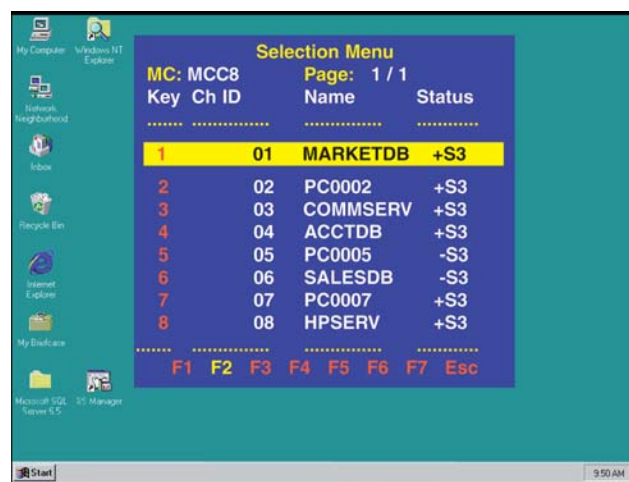 My Computer
Windows NT
Explorer
Network
Neighborhood
Inbox
Recycle Bin
Internet
Explorer
My Briefcase
Microsoft SQL
Server 6.5
Manager
Selection Menu
MC: MCC8 Page: 1 / 1
Key Ch ID Name Status
1 01 MARKETDB +S3
2 02 PC0002 +S3
3 03 COMMSERV +S3
4 04 ACCTDB +S3
5 05 PC0005 -S3
6 06 SALESDB -S3
7 07 PC0007 +S3
8 08 HPSERV +S3
F1 F2 F3 F4 F5 F6 F7 Esc
Start
9:50 AM